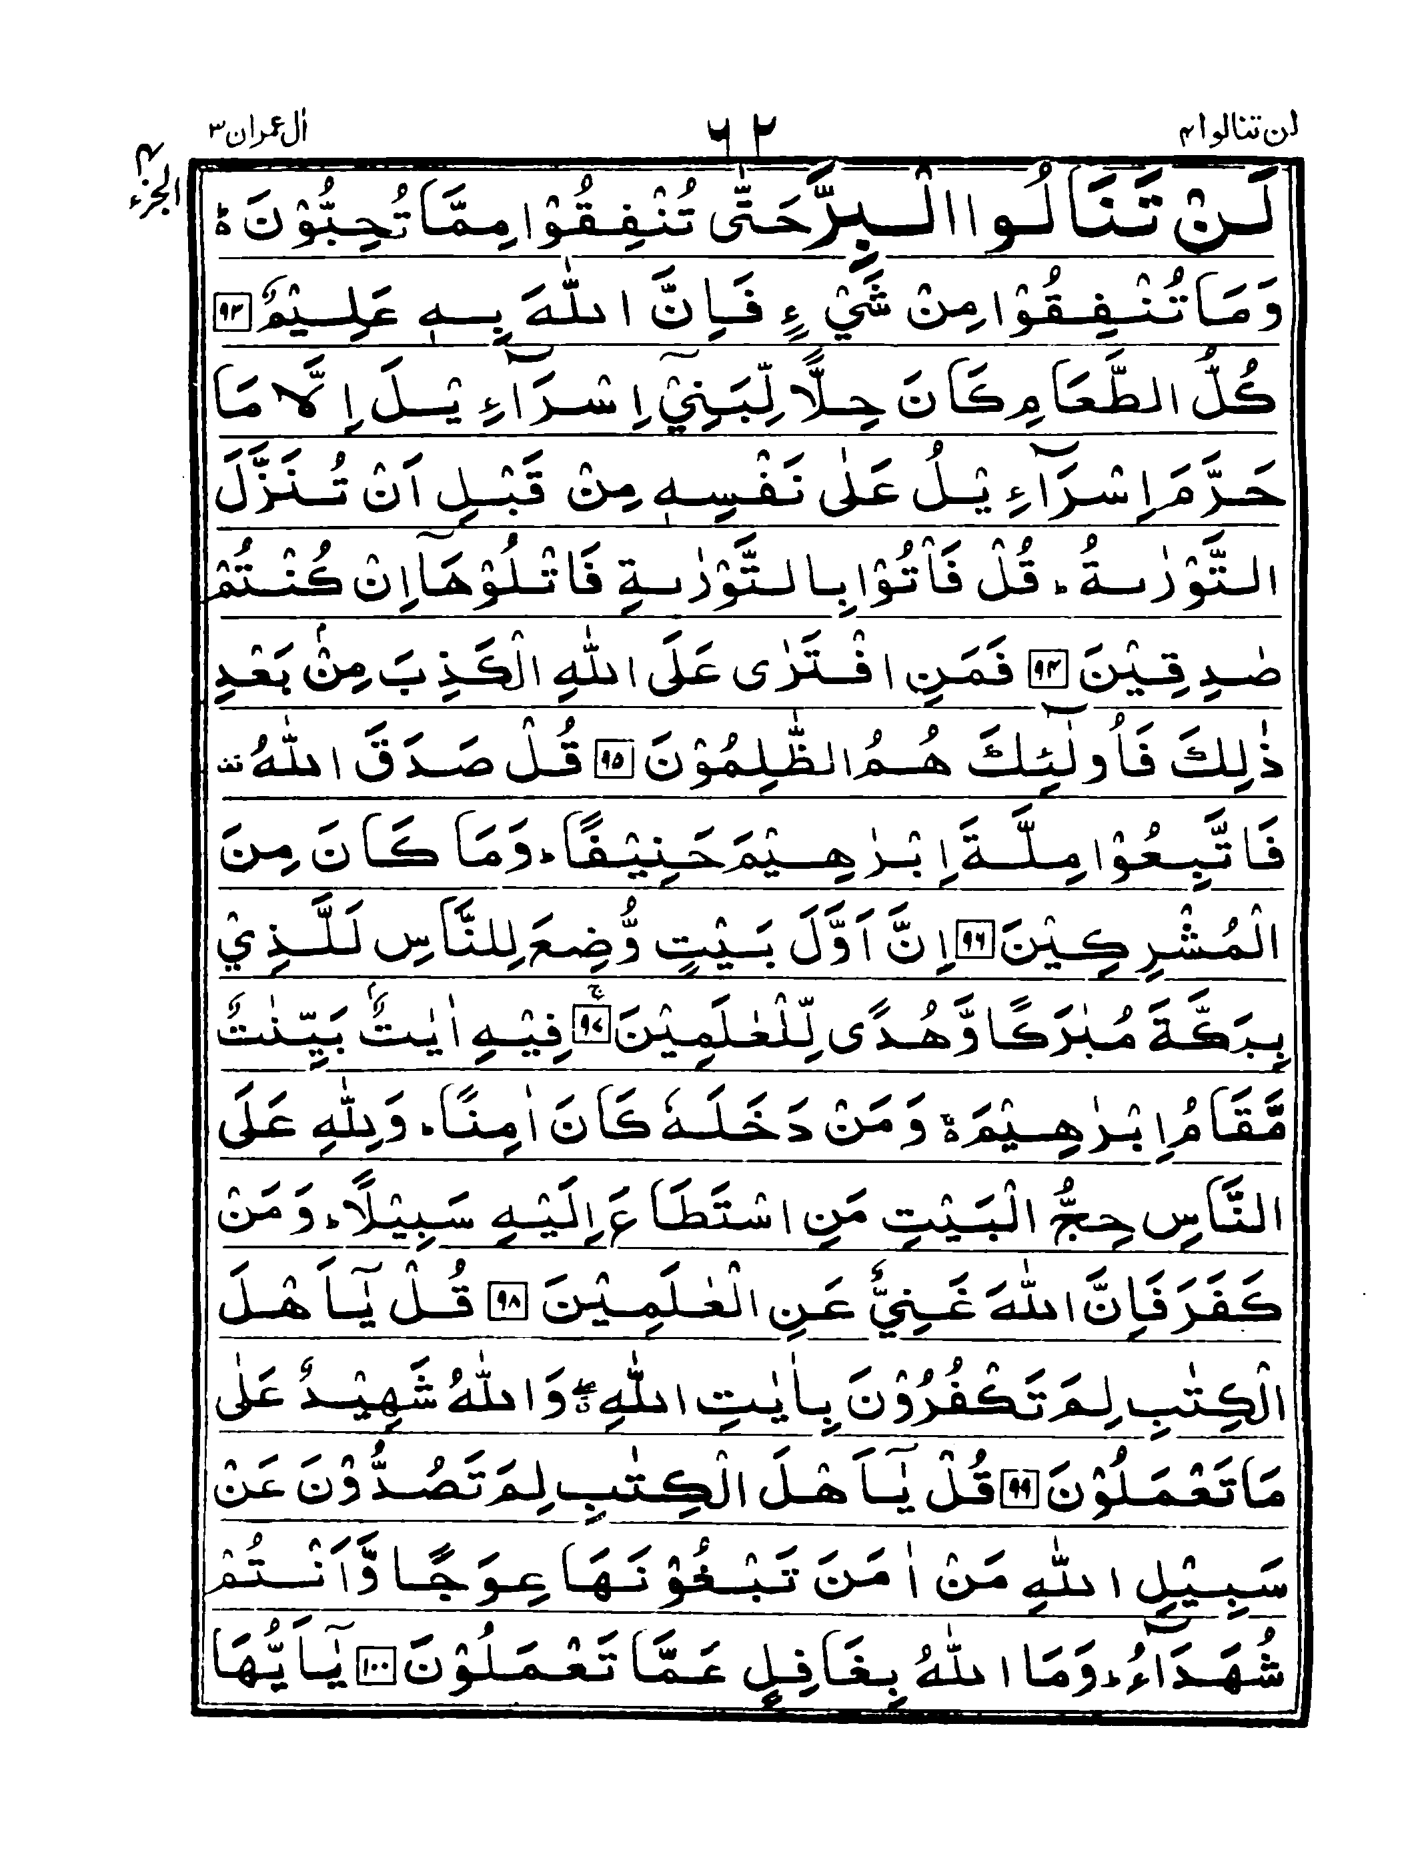 لن تنالوا ۴
۶۲
اٰل عمران ۳
الجزء ۴
لَنْ تَنَالُوا الْبِرَّ حَتّٰى تُنْفِقُوْا مِمَّا تُحِبُّوْنَ ؕ
وَمَا تُنْفِقُوْا مِنْ شَيْءٍ فَاِنَّ اللّٰهَ بِهٖ عَلِيْمٌ ۹۳
كُلُّ الطَّعَامِ كَانَ حِلًّا لِّبَنِيْۤ اِسْرَآءِيْلَ اِلَّا مَا
حَرَّمَ اِسْرَآءِيْلُ عَلٰى نَفْسِهٖ مِنْ قَبْلِ اَنْ تُنَزَّلَ
التَّوْرٰىةُ ؕ قُلْ فَاْتُوْا بِالتَّوْرٰىةِ فَاتْلُوْهَاۤ اِنْ كُنْتُمْ
صٰدِقِيْنَ ۹۴ فَمَنِ افْتَرٰى عَلَى اللّٰهِ الْكَذِبَ مِنْۢ بَعْدِ
ذٰلِكَ فَاُولٰٓئِكَ هُمُ الظّٰلِمُوْنَ ۹۵ قُلْ صَدَقَ اللّٰهُ قف
فَاتَّبِعُوْا مِلَّةَ اِبْرٰهِيْمَ حَنِيْفًا ؕ وَمَا كَانَ مِنَ
الْمُشْرِكِيْنَ ۹۶ اِنَّ اَوَّلَ بَيْتٍ وُّضِعَ لِلنَّاسِ لَلَّذِيْ
بِبَكَّةَ مُبٰرَكًا وَّهُدًى لِّلْعٰلَمِيْنَ ۹۷ۚ فِيْهِ اٰيٰتٌۢ بَيِّنٰتٌ
مَّقَامُ اِبْرٰهِيْمَ ۬ۚ وَمَنْ دَخَلَهٗ كَانَ اٰمِنًا ؕ وَلِلّٰهِ عَلَى
النَّاسِ حِجُّ الْبَيْتِ مَنِ اسْتَطَاعَ اِلَيْهِ سَبِيْلًا ؕ وَمَنْ
كَفَرَ فَاِنَّ اللّٰهَ غَنِيٌّ عَنِ الْعٰلَمِيْنَ ۹۸ قُلْ يٰۤاَهْلَ
الْكِتٰبِ لِمَ تَكْفُرُوْنَ بِاٰيٰتِ اللّٰهِ ۖۗ وَاللّٰهُ شَهِيْدٌ عَلٰى
مَا تَعْمَلُوْنَ ۹۹ قُلْ يٰۤاَهْلَ الْكِتٰبِ لِمَ تَصُدُّوْنَ عَنْ
سَبِيْلِ اللّٰهِ مَنْ اٰمَنَ تَبْغُوْنَهَا عِوَجًا وَّاَنْتُمْ
شُهَدَآءُ ؕ وَمَا اللّٰهُ بِغَافِلٍ عَمَّا تَعْمَلُوْنَ ۱۰۰ يٰۤاَيُّهَا